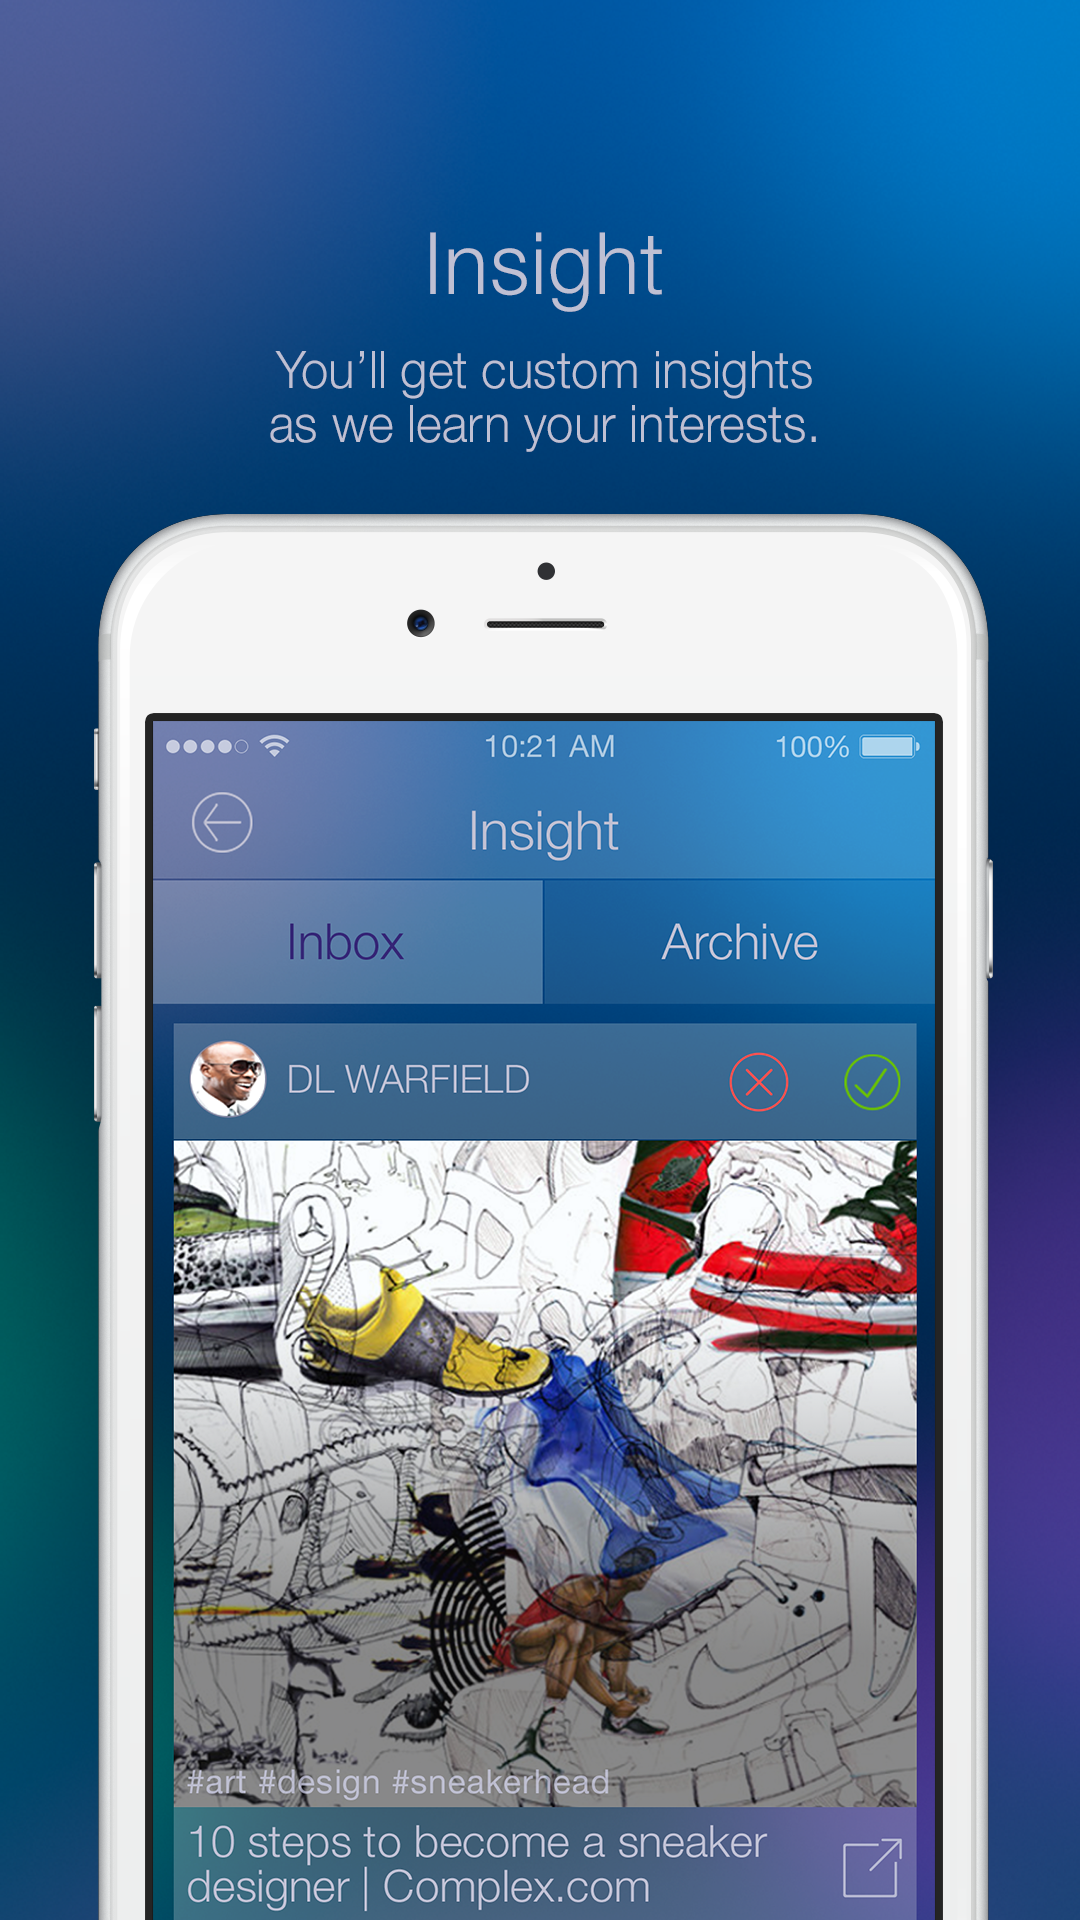 Insight
You’ll get custom insights
as we learn your interests.
10:21 AM
100%
Insight
Inbox
Archive
DL WARFIELD
#art #design #sneakerhead
10 steps to become a sneaker
designer | Complex.com